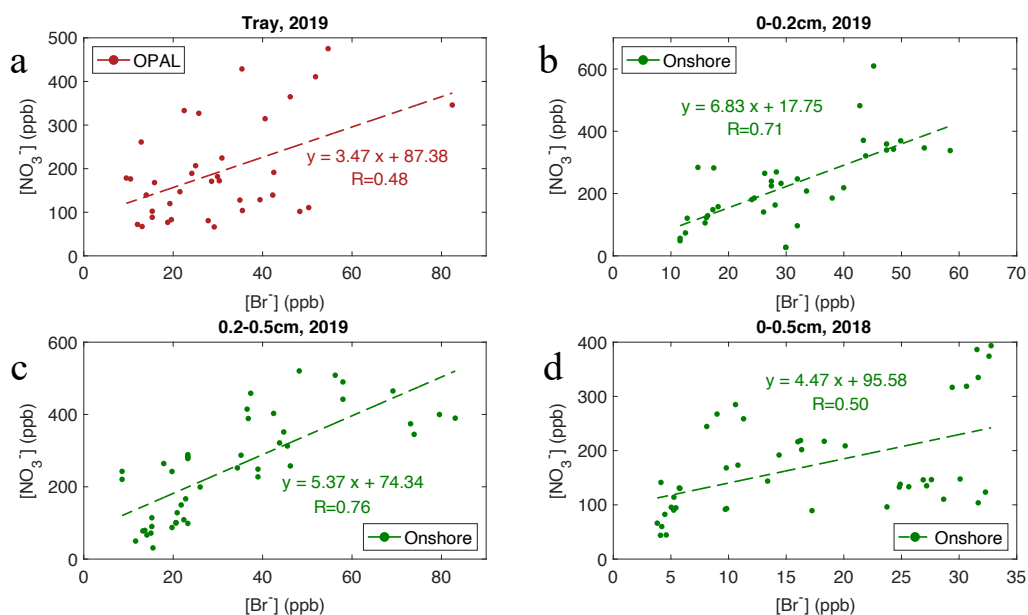 Tray, 2019
a
500
400
300
200
100
0
[NO3-] (ppb)
OPAL
y = 3.47 x + 87.38
R=0.48
0 20 40 60 80
[Br-] (ppb)
0-0.2cm, 2019
b
600
400
200
0
[NO3-] (ppb)
Onshore
y = 6.83 x + 17.75
R=0.71
0 10 20 30 40 50 60 70
[Br-] (ppb)
0.2-0.5cm, 2019
c
600
400
200
0
[NO3-] (ppb)
y = 5.37 x + 74.34
R=0.76
Onshore
0 20 40 60 80
[Br-] (ppb)
0-0.5cm, 2018
d
400
300
200
100
0
[NO3-] (ppb)
y = 4.47 x + 95.58
R=0.50
Onshore
0 5 10 15 20 25 30 35
[Br-] (ppb)